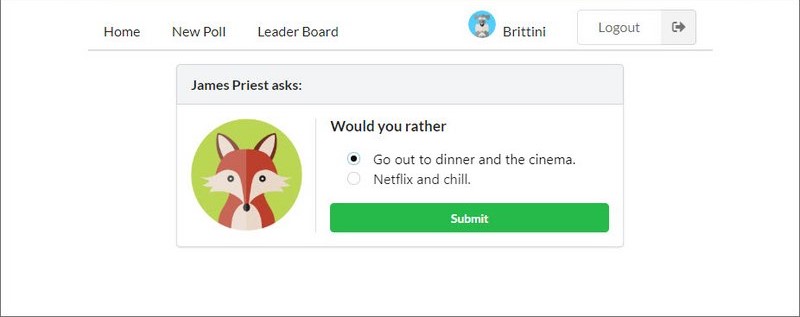 Home New Poll Leader Board Brittini Logout
James Priest asks:
Would you rather
Go out to dinner and the cinema.
Netflix and chill.
Submit